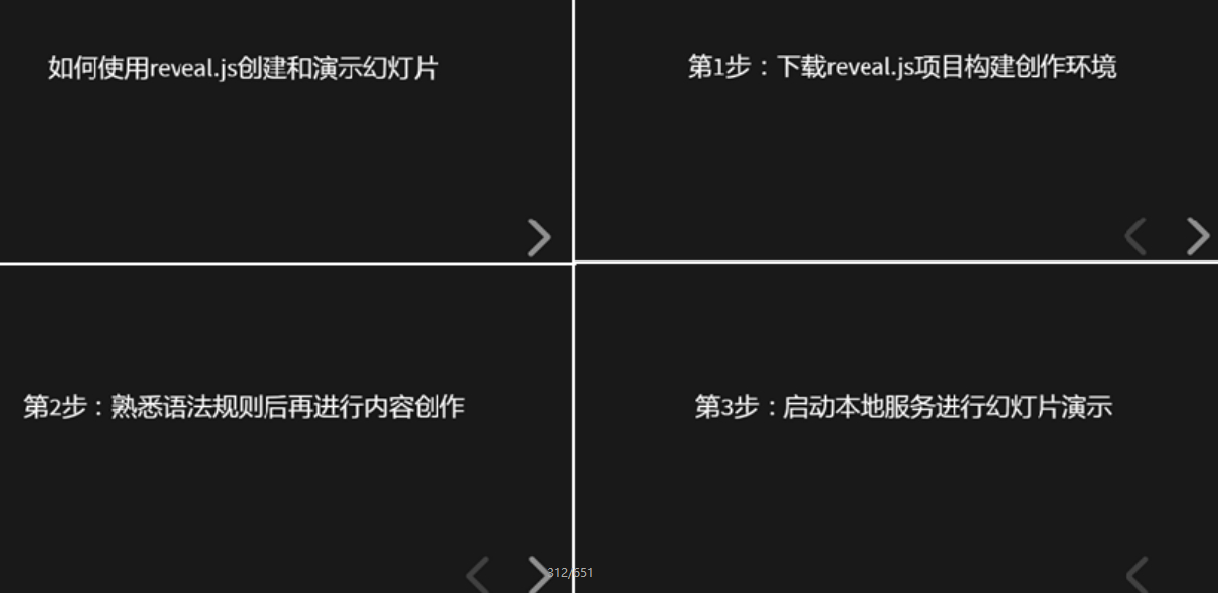 如何使用reveal.js创建和演示幻灯片
第1步：下载reveal.js项目构建创作环境
第2步：熟悉语法规则后再进行内容创作
第3步：启动本地服务进行幻灯片演示
312/651